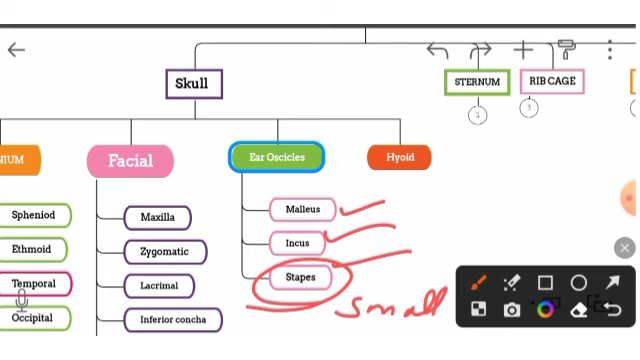 Skull
STERNUM
RIB CAGE
1
3
NIUM
Facial
Ear Oscicles
Hyoid
Spheniod
Maxilla
Malleus
Ethmoid
Zygomatic
Incus
Temporal
Lacrimal
Stapes
Occipital
Inferior concha
small